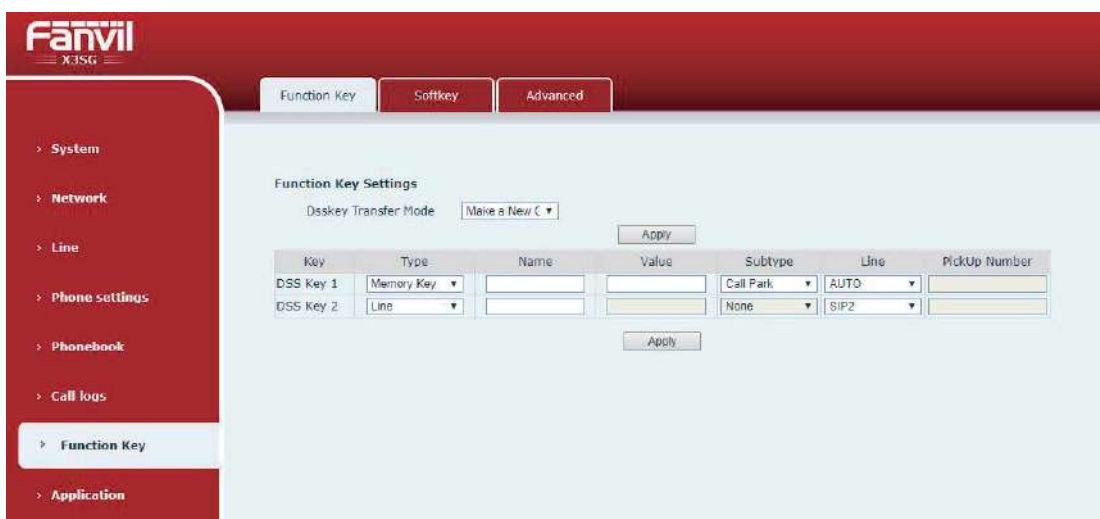 Fanvil
X3SG
Function Key Softkey Advanced
› System
› Network
› Line
› Phone settings
› Phonebook
› Call logs
› Function Key
› Application
Function Key Settings
Dsskey Transfer Mode Make a New C
Apply
Key Type Name Value Subtype Line PickUp Number
DSS Key 1 Memory Key Call Park AUTO
DSS Key 2 Line None SIP2
Apply